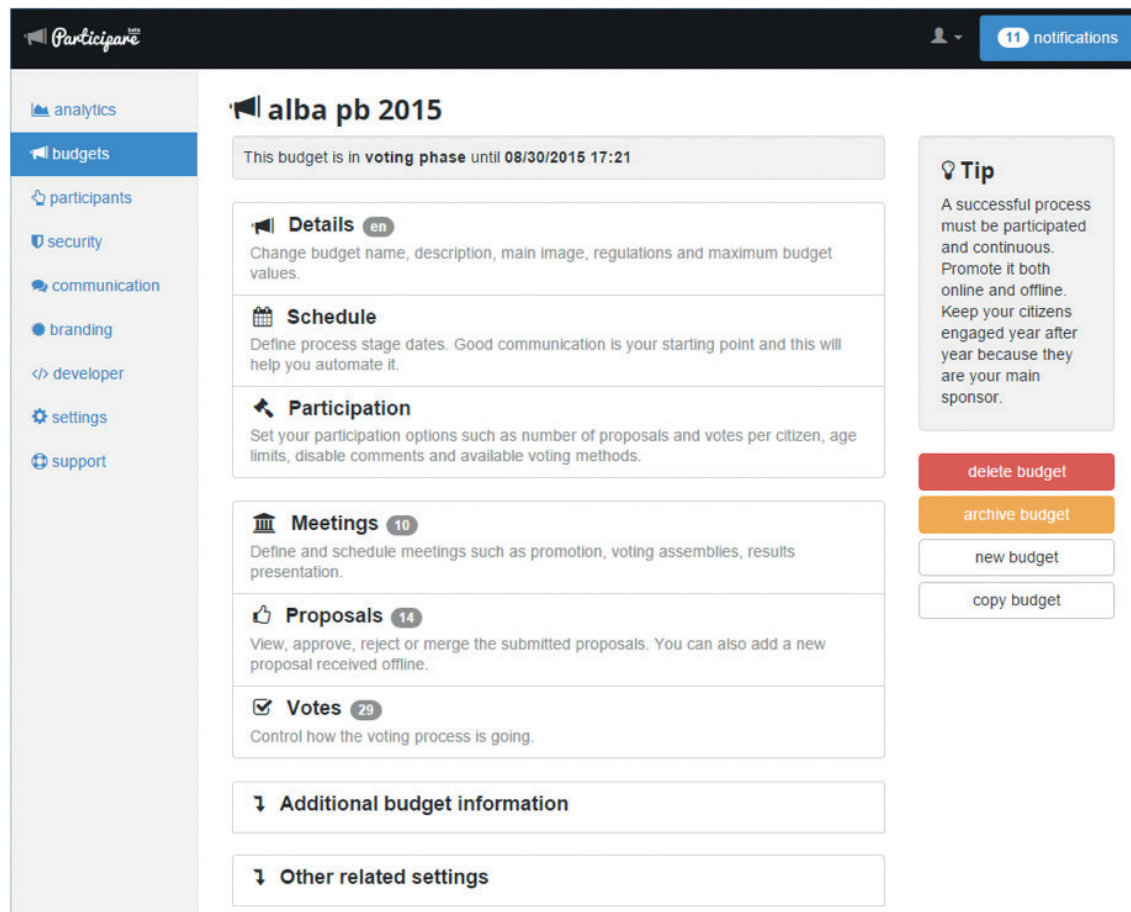 Participare beta
11 notifications
analytics
budgets
participants
security
communication
branding
</> developer
settings
support
alba pb 2015
This budget is in voting phase until 08/30/2015 17:21
Details en
Change budget name, description, main image, regulations and maximum budget
values.
Schedule
Define process stage dates. Good communication is your starting point and this will
help you automate it.
Participation
Set your participation options such as number of proposals and votes per citizen, age
limits, disable comments and available voting methods.
Meetings 10
Define and schedule meetings such as promotion, voting assemblies, results
presentation.
Proposals 14
View, approve, reject or merge the submitted proposals. You can also add a new
proposal received offline.
Votes 29
Control how the voting process is going.
Additional budget information
Other related settings
Tip
A successful process
must be participated
and continuous.
Promote it both
online and offline.
Keep your citizens
engaged year after
year because they
are your main
sponsor.
delete budget
archive budget
new budget
copy budget